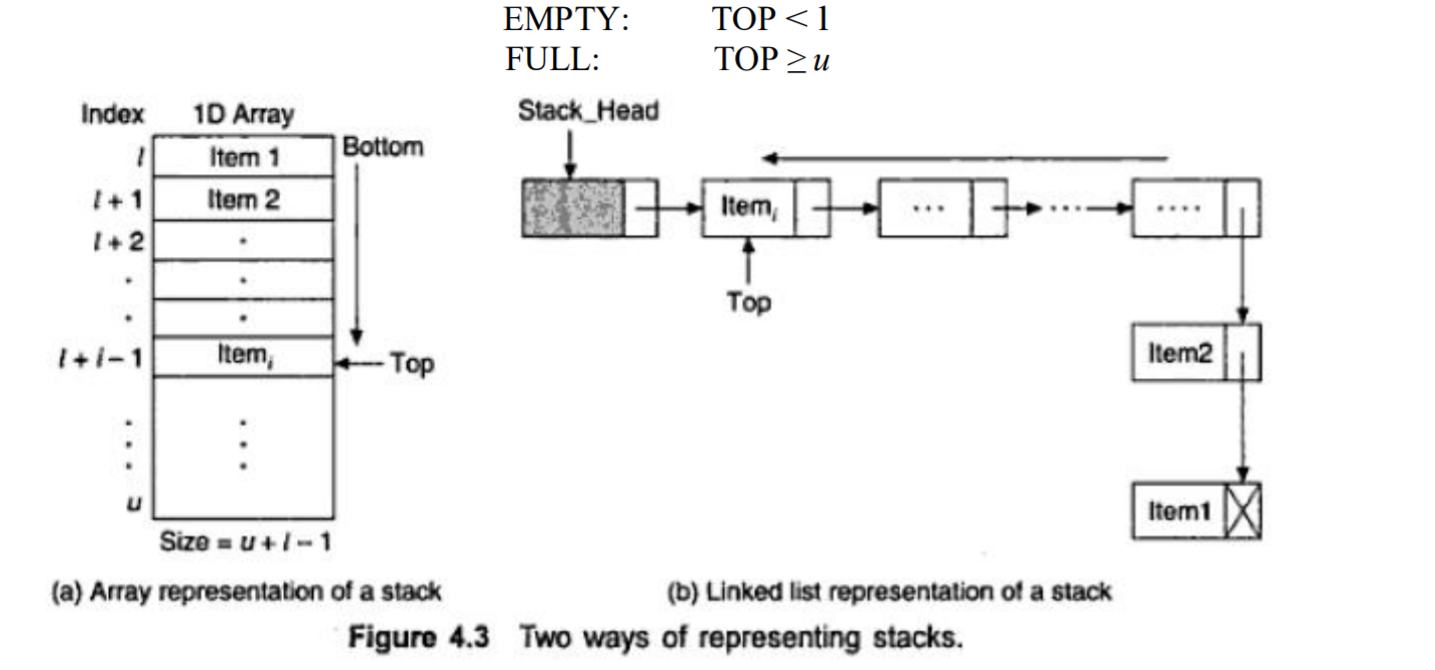 EMPTY: TOP < l
FULL: TOP ≥ u
Index 1D Array
l Item 1 Bottom
l + 1 Item 2
l + 2 .
. .
. .
l + i – 1 Itemᵢ Top
. .
. .
. .
u
Size = u + l – 1
(a) Array representation of a stack
Stack_Head
Itemᵢ ... .... ....
Top
Item2
Item1
(b) Linked list representation of a stack
Figure 4.3 Two ways of representing stacks.